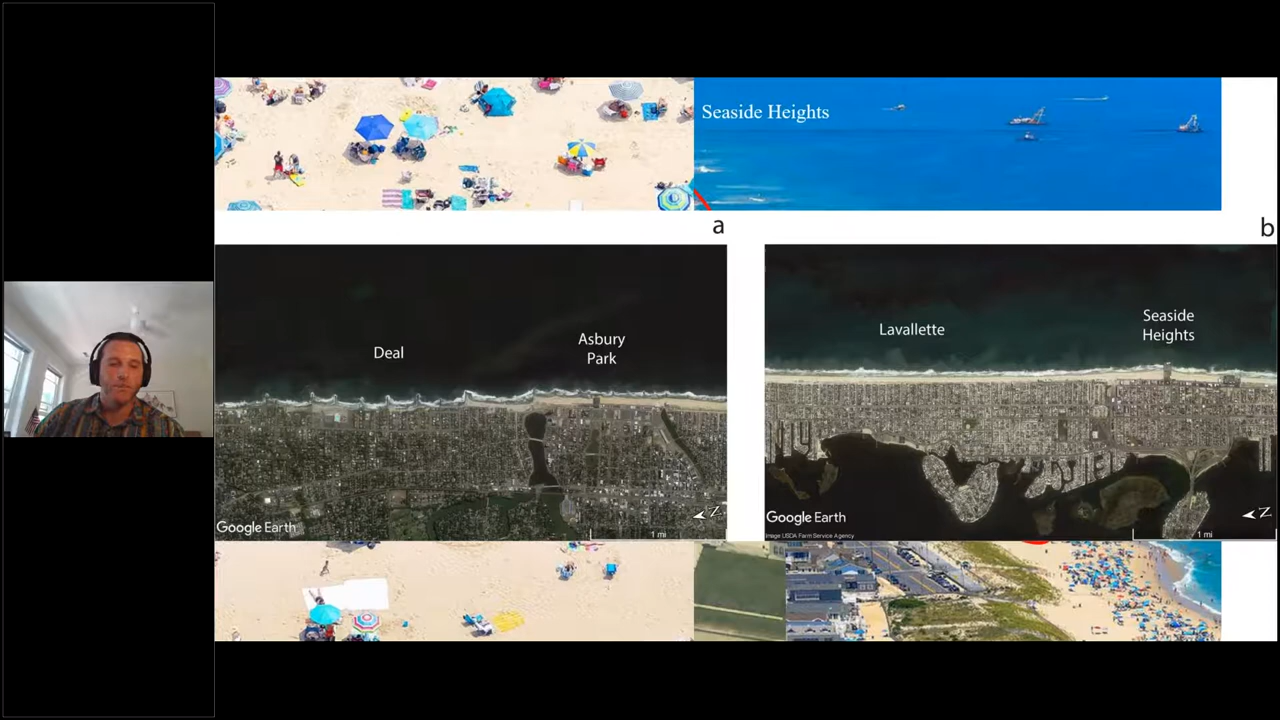 Seaside Heights
a
b
Deal
Asbury
Park
Lavallette
Seaside
Heights
Google Earth
1 mi
N
Google Earth
Image USDA Farm Service Agency
1 mi
N